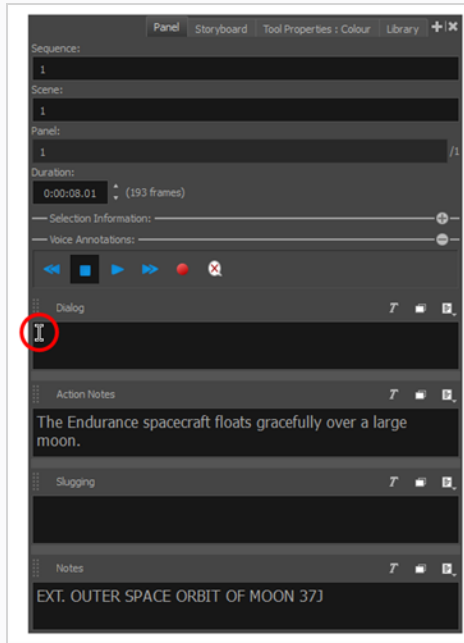 Panel Storyboard Tool Properties : Colour Library
Sequence:
1
Scene:
1
Panel:
1 /1
Duration:
0:00:08.01 (193 frames)
Selection Information:
Voice Annotations:
Dialog T
Action Notes T
The Endurance spacecraft floats gracefully over a large
moon.
Slugging T
Notes T
EXT. OUTER SPACE ORBIT OF MOON 37J